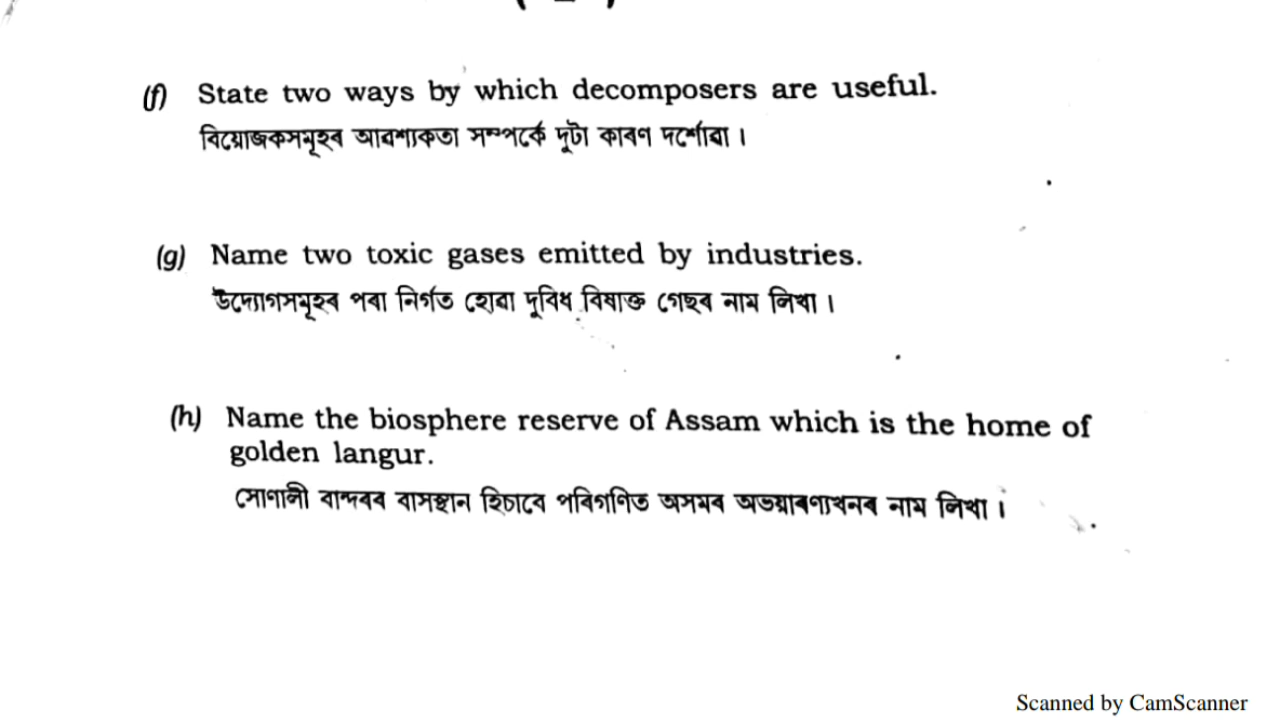 (f) State two ways by which decomposers are useful.
বিয়োজকসমূহৰ আৱশ্যকতা সম্পৰ্কে দুটা কাৰণ দৰ্শোৱা ।
(g) Name two toxic gases emitted by industries.
উদ্যোগসমূহৰ পৰা নিৰ্গত হোৱা দুবিধ বিষাক্ত গেছৰ নাম লিখা ।
(h) Name the biosphere reserve of Assam which is the home of
golden langur.
সোণালী বান্দৰৰ বাসস্থান হিচাবে পৰিগণিত অসমৰ অভয়াৰণ্যখনৰ নাম লিখা ।
Scanned by CamScanner